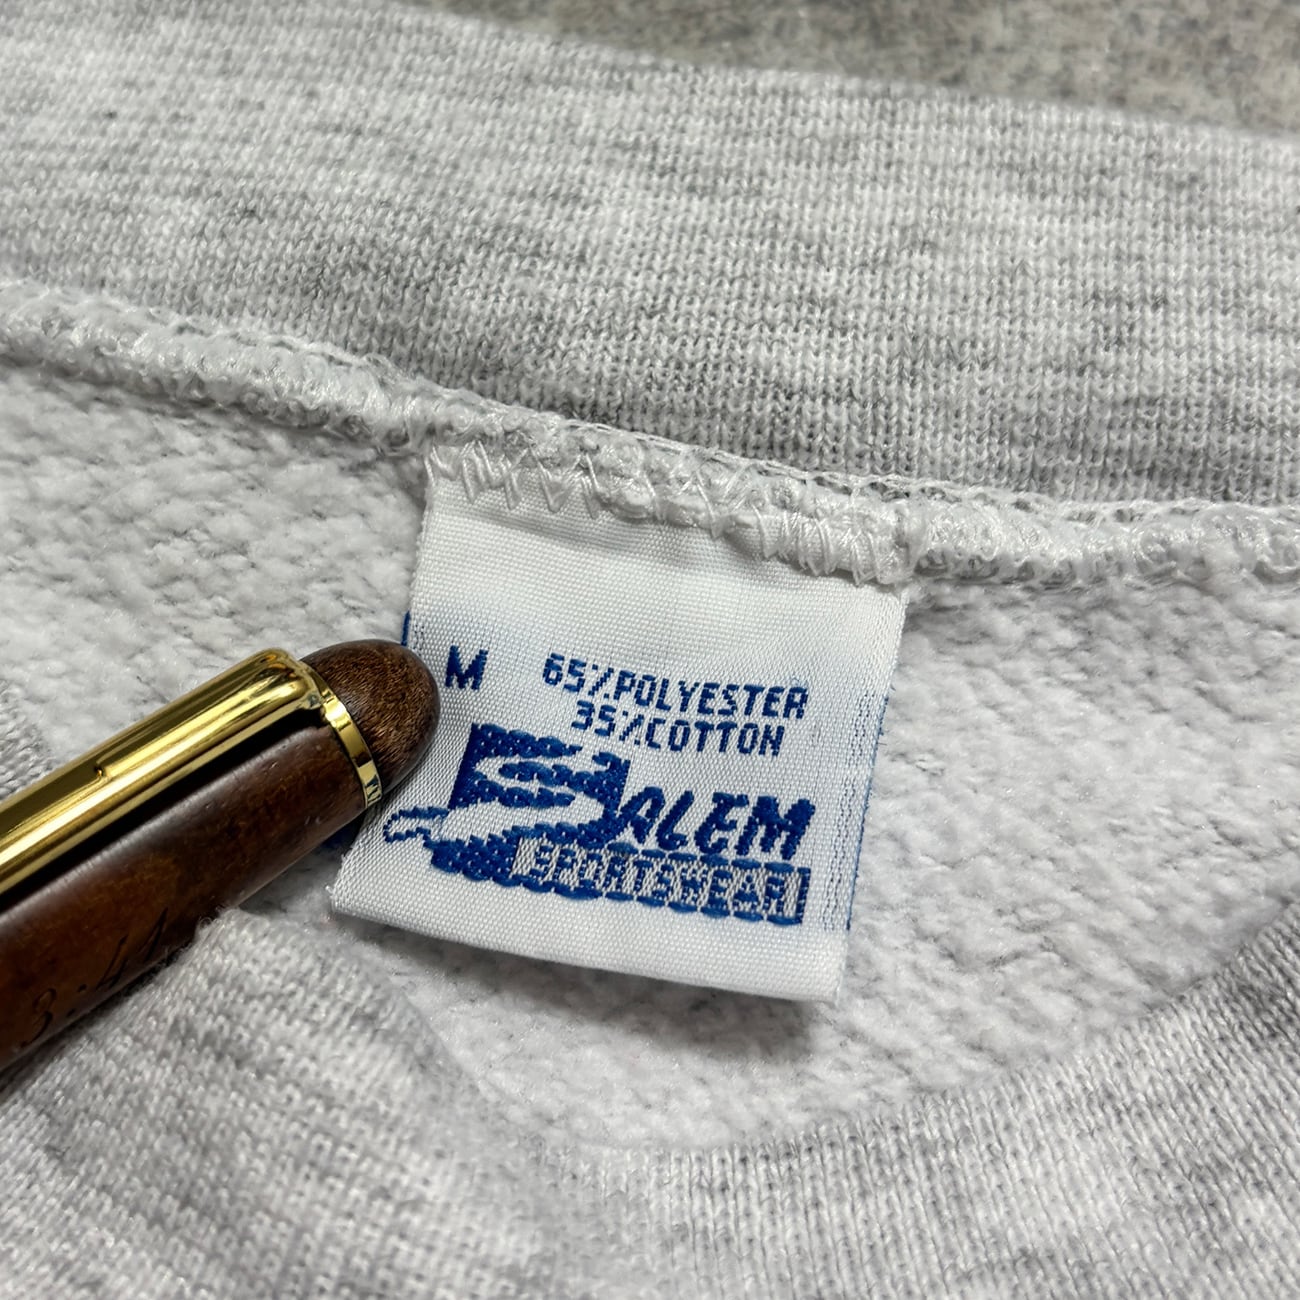 M 65% POLYESTER
35% COTTON
SALEM
SPORTSWEAR